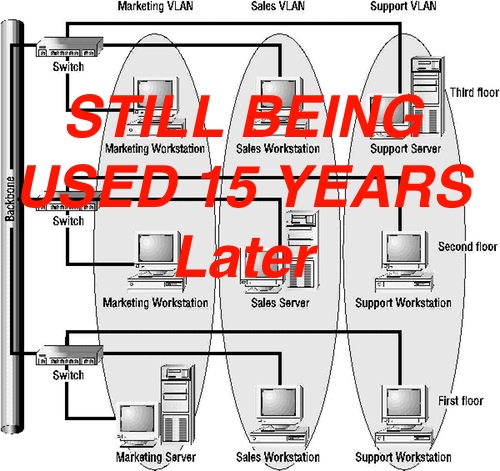 Marketing VLAN Sales VLAN Support VLAN
Switch
Third floor
STILL BEING
Marketing Workstation Sales Workstation Support Server
USED 15 YEARS
Backbone
Second floor
Later
Marketing Workstation Sales Server Support Workstation
Switch
First floor
Marketing Server Sales Workstation Support Workstation